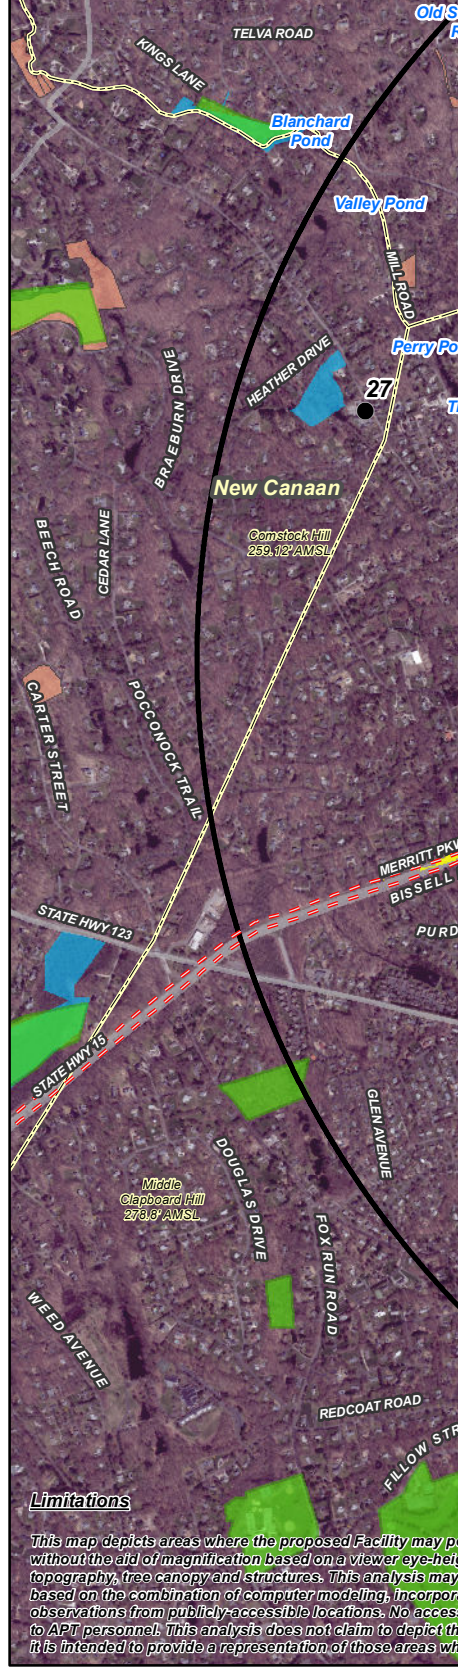 Old S
TELVA ROAD
KINGS LANE
Blanchard
Pond
Valley Pond
MILL ROAD
HEATHER DRIVE
Perry Po
27
BRAEBURN DRIVE
New Canaan
BEECH ROAD
CEDAR LANE
Comstock Hill
259.12' AMSL
CARTER STREET
POCCONOCK TRAIL
MERRITT PKW
BISSELL
STATE HWY 123
PURD
STATE HWY 15
GLEN AVENUE
DOUGLAS DRIVE
Middle
Clapboard Hill
278.8' AMSL
FOX RUN ROAD
WEED AVENUE
REDCOAT ROAD
FILLOW STR
Limitations
This map depicts areas where the proposed Facility may p
without the aid of magnification based on a viewer eye-heig
topography, tree canopy and structures. This analysis may
based on the combination of computer modeling, incorpor
observations from publicly-accessible locations. No acces
to APT personnel. This analysis does not claim to depict th
it is intended to provide a representation of those areas wh